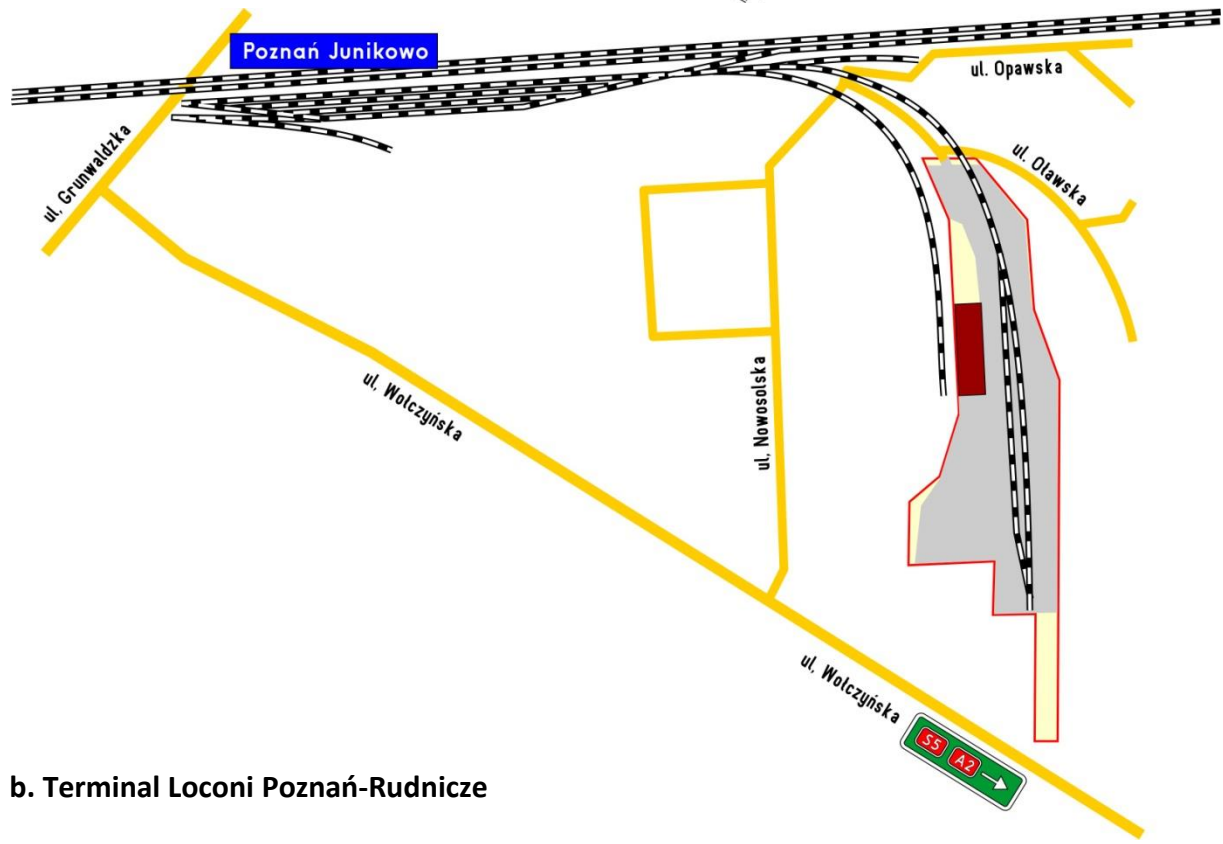 Poznań Junikowo
ul. Opawska
ul, Grunwaldzka
ul. Oławska
ul, Wołczyńska
ul, Nowosolska
ul, Wołczyńska
S5 A2
b. Terminal Loconi Poznań-Rudnicze